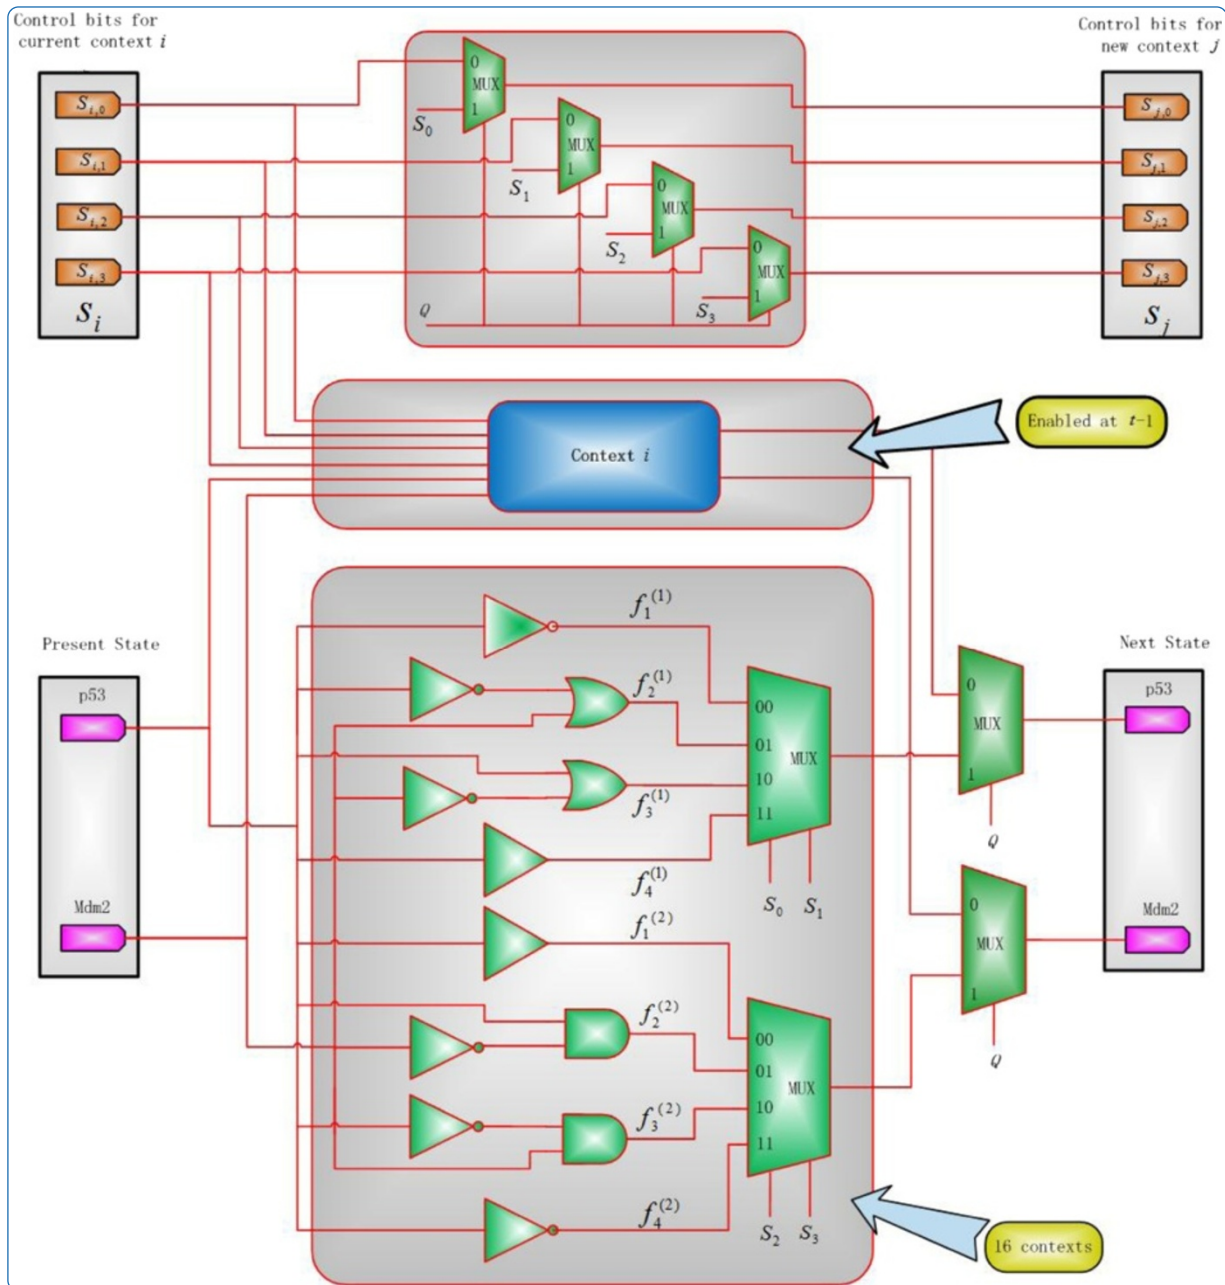 Control bits for
current context i
Control bits for
new context j
S_{i,0}
S_{i,1}
S_{i,2}
S_{i,3}
S_i
0
MUX
1
S_0
0
MUX
1
S_1
0
MUX
1
S_2
0
MUX
1
S_3
Q
S_{j,0}
S_{j,1}
S_{j,2}
S_{j,3}
S_j
Context i
Enabled at t-1
Present State
p53
Mdm2
f_1^{(1)}
f_2^{(1)}
f_3^{(1)}
f_4^{(1)}
00
01
10
11
MUX
S_0 S_1
f_1^{(2)}
f_2^{(2)}
f_3^{(2)}
f_4^{(2)}
00
01
10
11
MUX
S_2 S_3
0
MUX
1
Q
0
MUX
1
Q
Next State
p53
Mdm2
16 contexts